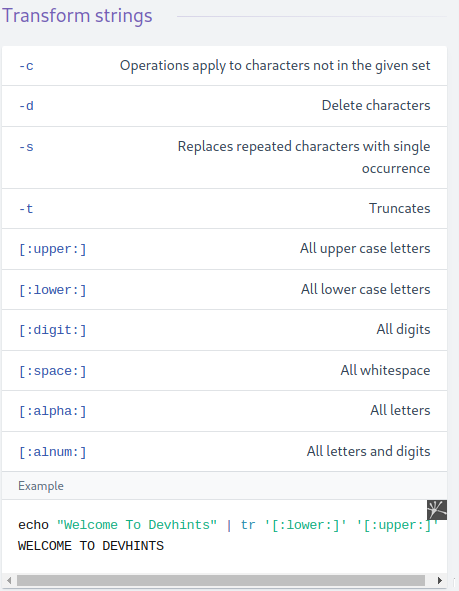 Transform strings
-c Operations apply to characters not in the given set
-d Delete characters
-s Replaces repeated characters with single
occurrence
-t Truncates
[:upper:] All upper case letters
[:lower:] All lower case letters
[:digit:] All digits
[:space:] All whitespace
[:alpha:] All letters
[:alnum:] All letters and digits
Example
echo "Welcome To Devhints" | tr '[:lower:]' '[:upper:]'
WELCOME TO DEVHINTS